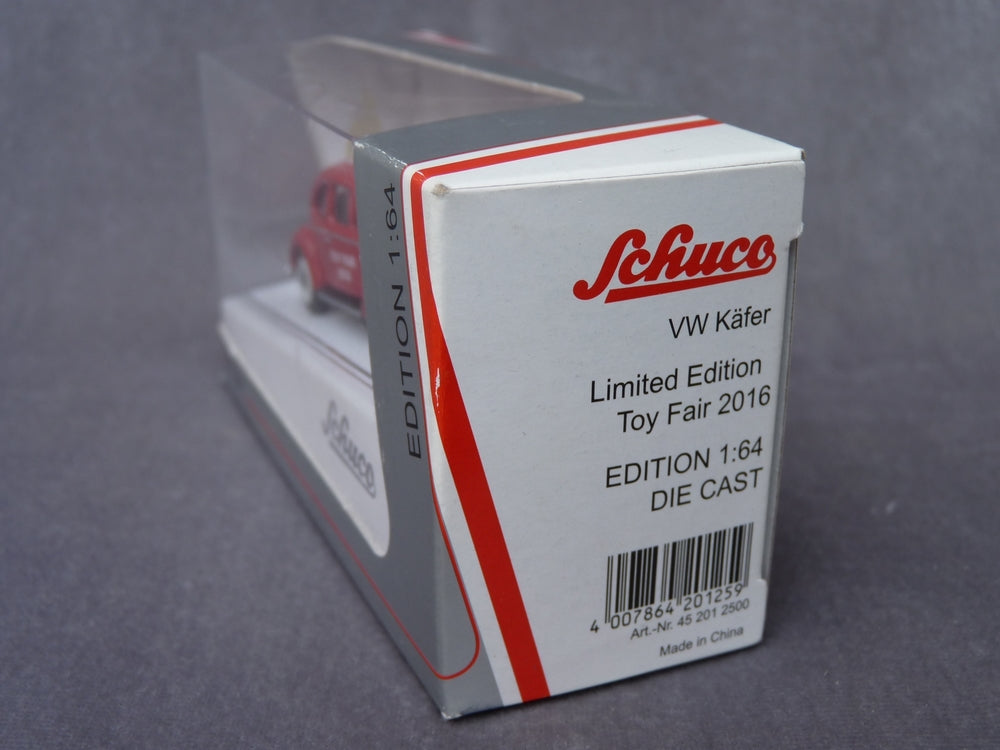 EDITION 1:64
Schuco
Schuco
VW Käfer
Limited Edition
Toy Fair 2016
EDITION 1:64
DIE CAST
4 007864 201259
Art.-Nr. 45 201 2500
Made in China